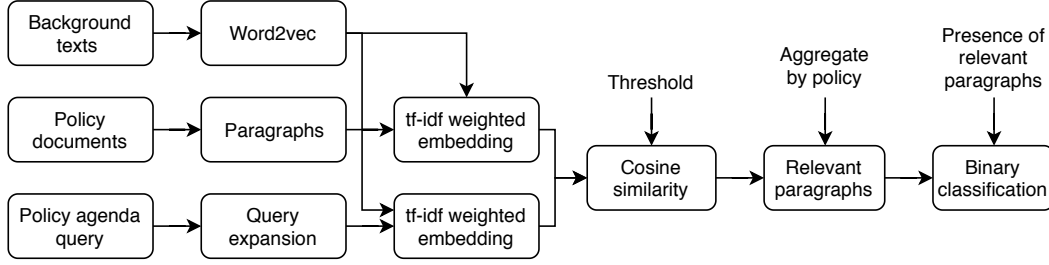 Background
texts
Word2vec
Policy
documents
Paragraphs
tf-idf weighted
embedding
Policy agenda
query
Query
expansion
tf-idf weighted
embedding
Threshold
Cosine
similarity
Aggregate
by policy
Relevant
paragraphs
Presence of
relevant
paragraphs
Binary
classification